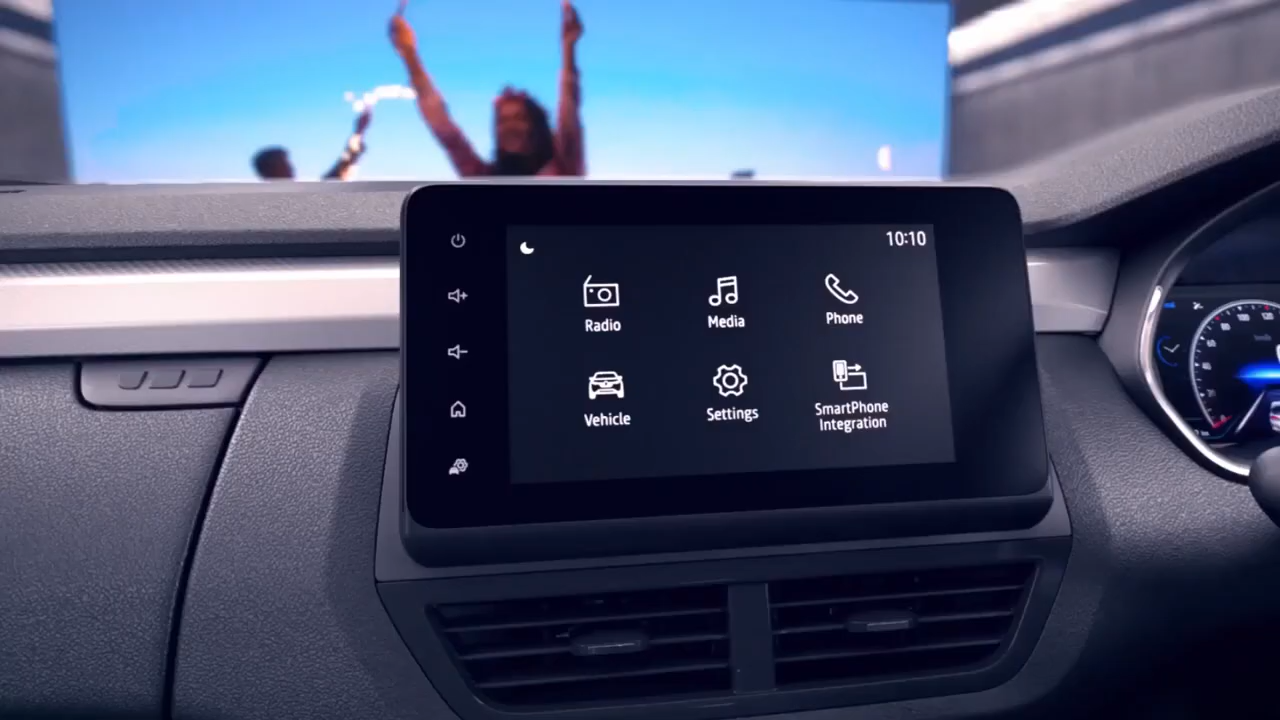 10:10
Radio
Media
Phone
Vehicle
Settings
SmartPhone
Integration